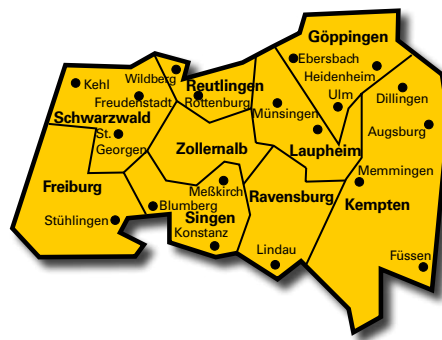 Göppingen
Ebersbach
Heidenheim
Ulm
Wildberg
Kehl
Reutlingen
Freudenstadt
Rottenburg
Dillingen
Schwarzwald
Münsingen
St.
Georgen
Augsburg
Zollernalb
Laupheim
Freiburg
Meßkirch
Memmingen
Ravensburg
Kempten
Blumberg
Stühlingen
Singen
Konstanz
Lindau
Füssen